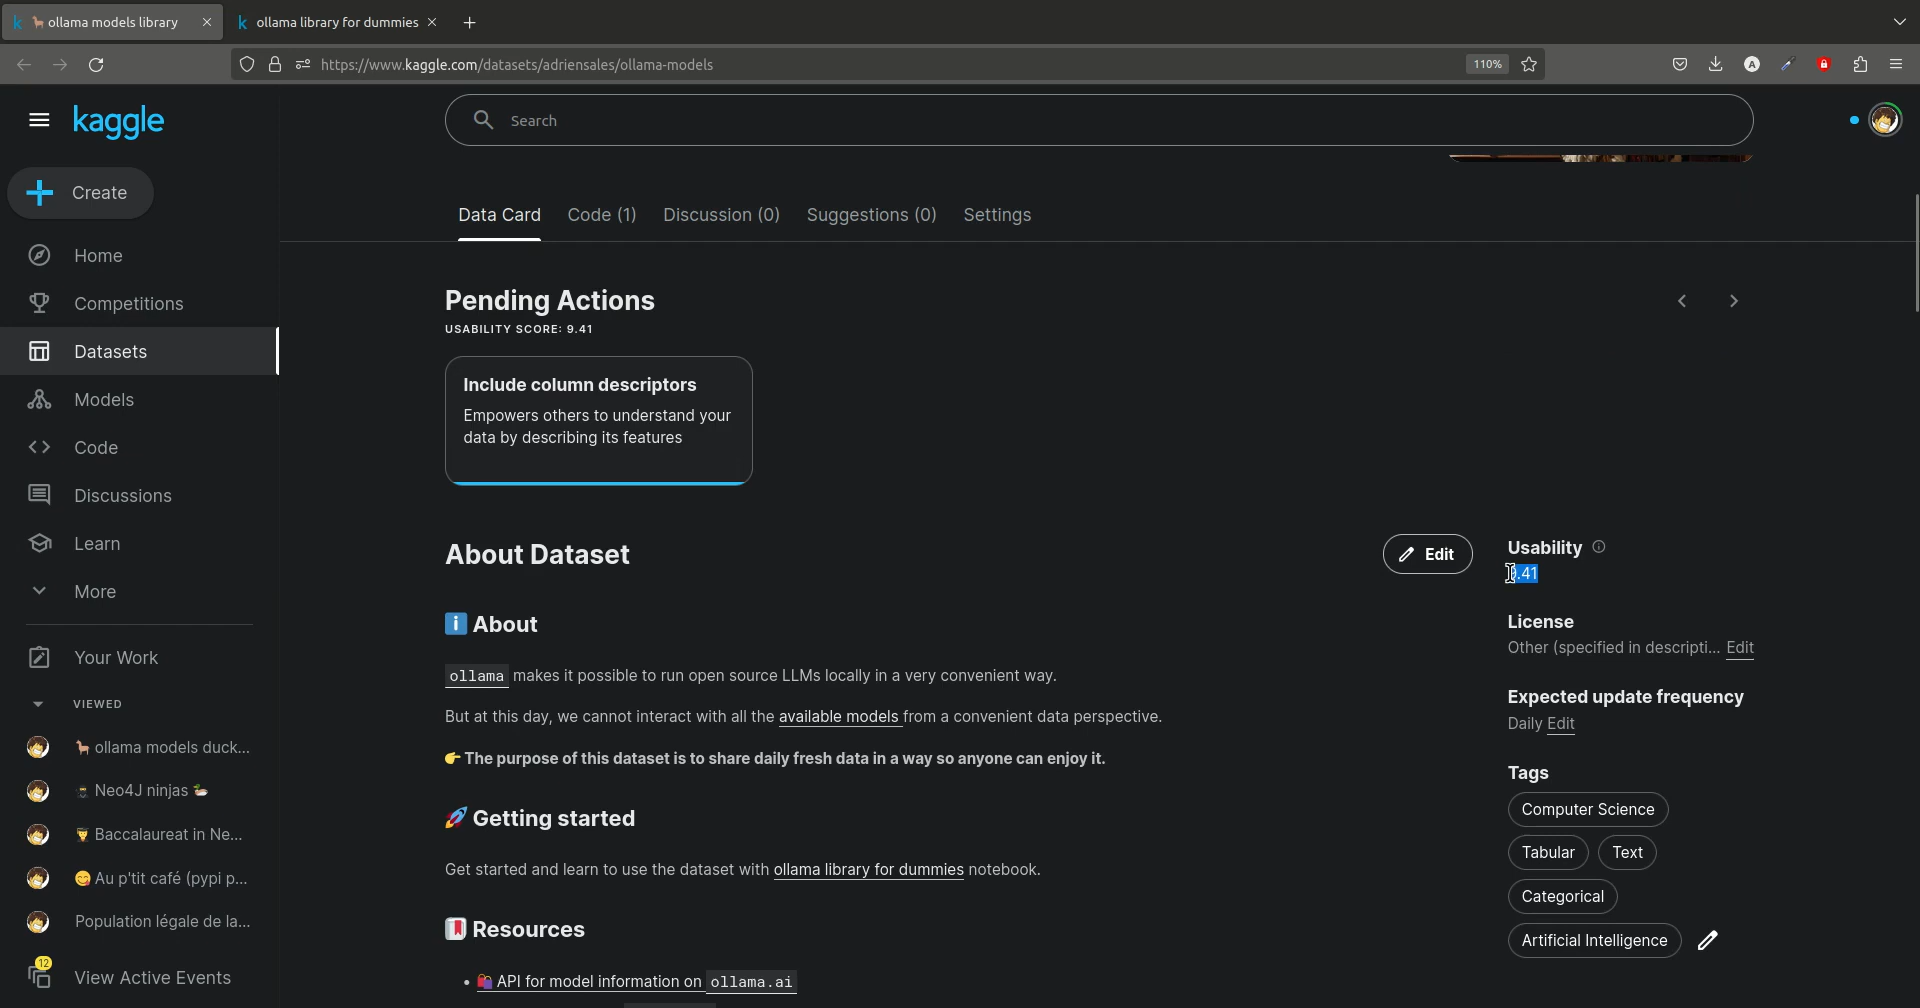 ollama models library
ollama library for dummies
https://www.kaggle.com/datasets/adriensales/ollama-models
110%
A
kaggle
Search
Create
Home
Competitions
Datasets
Models
Code
Discussions
Learn
More
Your Work
VIEWED
ollama models duck...
Neo4J ninjas
Baccalaureat in Ne...
Au p'tit café (pypi p...
Population légale de la...
12
View Active Events
Data Card
Code (1)
Discussion (0)
Suggestions (0)
Settings
Pending Actions
USABILITY SCORE: 9.41
Include column descriptors
Empowers others to understand your
data by describing its features
About Dataset
Edit
About
ollama makes it possible to run open source LLMs locally in a very convenient way.
But at this day, we cannot interact with all the available models from a convenient data perspective.
👉 The purpose of this dataset is to share daily fresh data in a way so anyone can enjoy it.
🚀 Getting started
Get started and learn to use the dataset with ollama library for dummies notebook.
Resources
• 🛍️ API for model information on ollama.ai
Usability
9.41
License
Other (specified in descripti... Edit
Expected update frequency
Daily Edit
Tags
Computer Science
Tabular
Text
Categorical
Artificial Intelligence